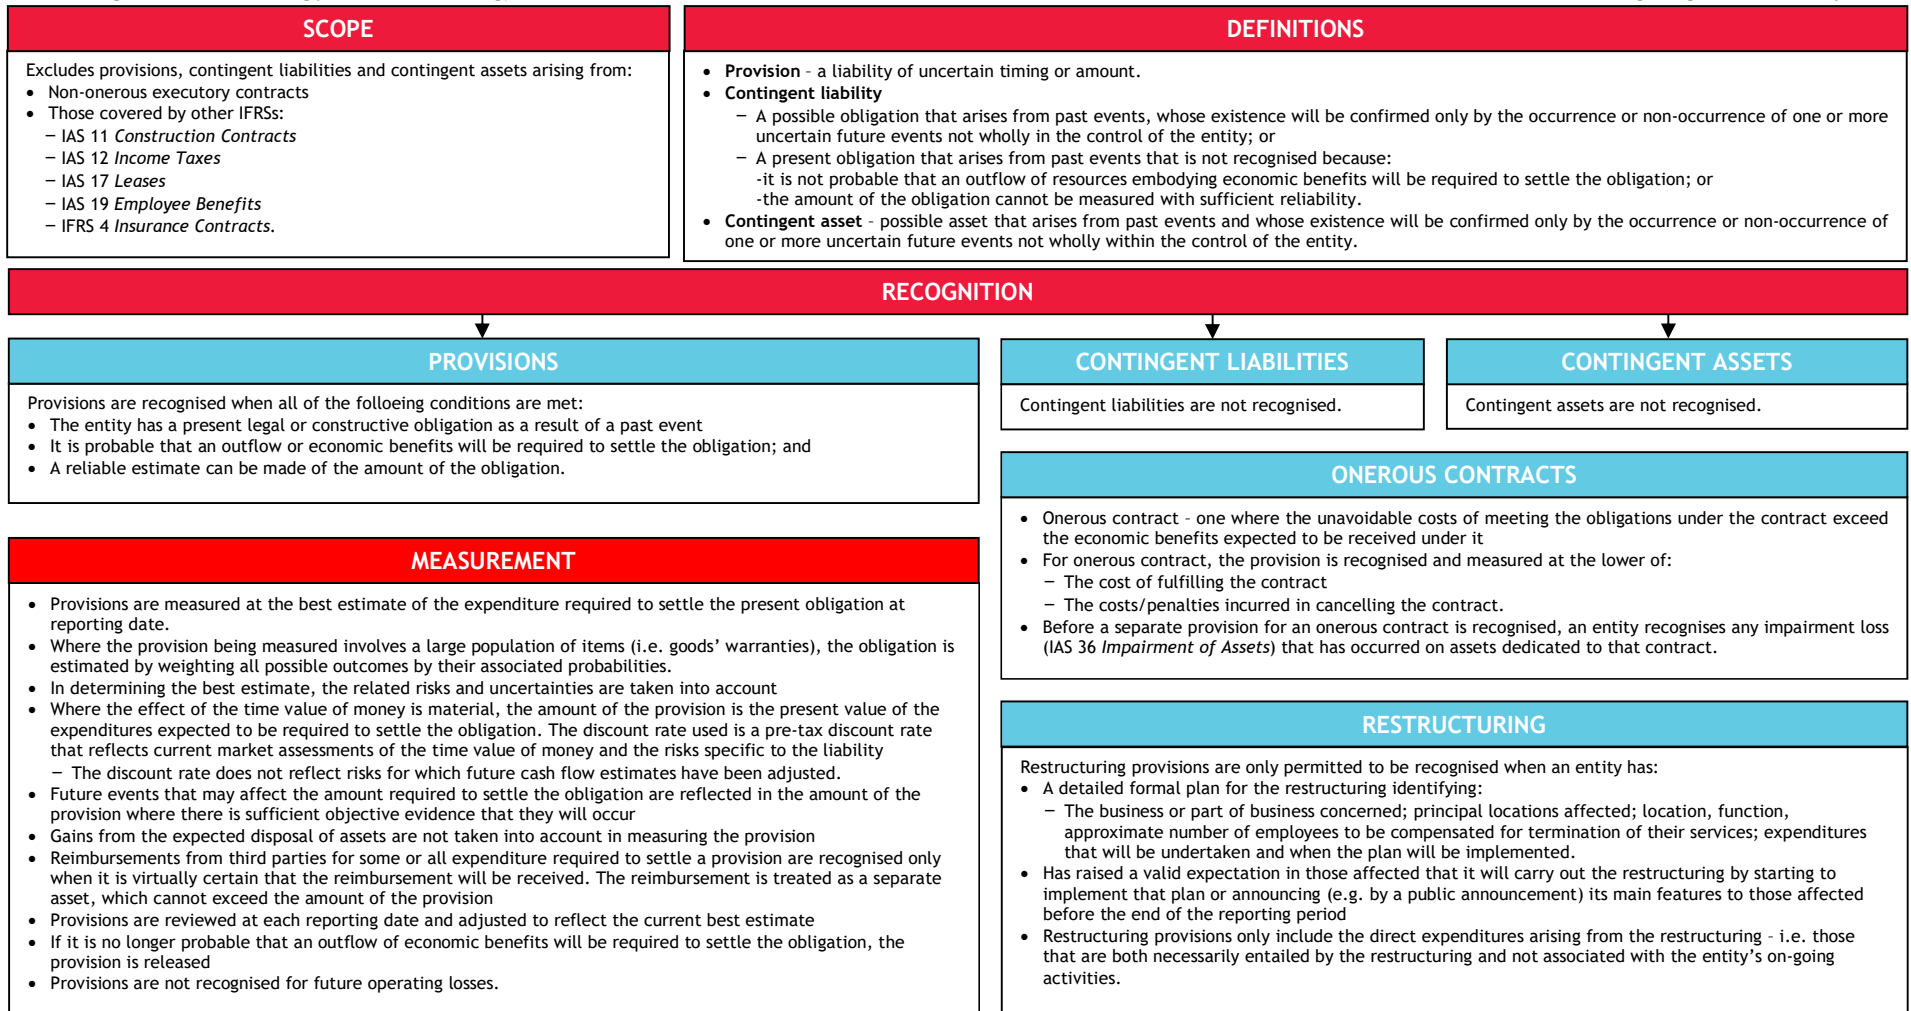 SCOPE
Excludes provisions, contingent liabilities and contingent assets arising from:
• Non-onerous executory contracts
• Those covered by other IFRSs:
− IAS 11 Construction Contracts
− IAS 12 Income Taxes
− IAS 17 Leases
− IAS 19 Employee Benefits
− IFRS 4 Insurance Contracts.
DEFINITIONS
• Provision – a liability of uncertain timing or amount.
• Contingent liability
− A possible obligation that arises from past events, whose existence will be confirmed only by the occurrence or non-occurrence of one or more
uncertain future events not wholly in the control of the entity; or
− A present obligation that arises from past events that is not recognised because:
-it is not probable that an outflow of resources embodying economic benefits will be required to settle the obligation; or
-the amount of the obligation cannot be measured with sufficient reliability.
• Contingent asset – possible asset that arises from past events and whose existence will be confirmed only by the occurrence or non-occurrence of
one or more uncertain future events not wholly within the control of the entity.
RECOGNITION
PROVISIONS
Provisions are recognised when all of the folloeing conditions are met:
• The entity has a present legal or constructive obligation as a result of a past event
• It is probable that an outflow or economic benefits will be required to settle the obligation; and
• A reliable estimate can be made of the amount of the obligation.
CONTINGENT LIABILITIES
Contingent liabilities are not recognised.
CONTINGENT ASSETS
Contingent assets are not recognised.
MEASUREMENT
• Provisions are measured at the best estimate of the expenditure required to settle the present obligation at
reporting date.
• Where the provision being measured involves a large population of items (i.e. goods’ warranties), the obligation is
estimated by weighting all possible outcomes by their associated probabilities.
• In determining the best estimate, the related risks and uncertainties are taken into account
• Where the effect of the time value of money is material, the amount of the provision is the present value of the
expenditures expected to be required to settle the obligation. The discount rate used is a pre-tax discount rate
that reflects current market assessments of the time value of money and the risks specific to the liability
− The discount rate does not reflect risks for which future cash flow estimates have been adjusted.
• Future events that may affect the amount required to settle the obligation are reflected in the amount of the
provision where there is sufficient objective evidence that they will occur
• Gains from the expected disposal of assets are not taken into account in measuring the provision
• Reimbursements from third parties for some or all expenditure required to settle a provision are recognised only
when it is virtually certain that the reimbursement will be received. The reimbursement is treated as a separate
asset, which cannot exceed the amount of the provision
• Provisions are reviewed at each reporting date and adjusted to reflect the current best estimate
• If it is no longer probable that an outflow of economic benefits will be required to settle the obligation, the
provision is released
• Provisions are not recognised for future operating losses.
ONEROUS CONTRACTS
• Onerous contract – one where the unavoidable costs of meeting the obligations under the contract exceed
the economic benefits expected to be received under it
• For onerous contract, the provision is recognised and measured at the lower of:
− The cost of fulfilling the contract
− The costs/penalties incurred in cancelling the contract.
• Before a separate provision for an onerous contract is recognised, an entity recognises any impairment loss
(IAS 36 Impairment of Assets) that has occurred on assets dedicated to that contract.
RESTRUCTURING
Restructuring provisions are only permitted to be recognised when an entity has:
• A detailed formal plan for the restructuring identifying:
− The business or part of business concerned; principal locations affected; location, function,
approximate number of employees to be compensated for termination of their services; expenditures
that will be undertaken and when the plan will be implemented.
• Has raised a valid expectation in those affected that it will carry out the restructuring by starting to
implement that plan or announcing (e.g. by a public announcement) its main features to those affected
before the end of the reporting period
• Restructuring provisions only include the direct expenditures arising from the restructuring – i.e. those
that are both necessarily entailed by the restructuring and not associated with the entity’s on-going
activities.